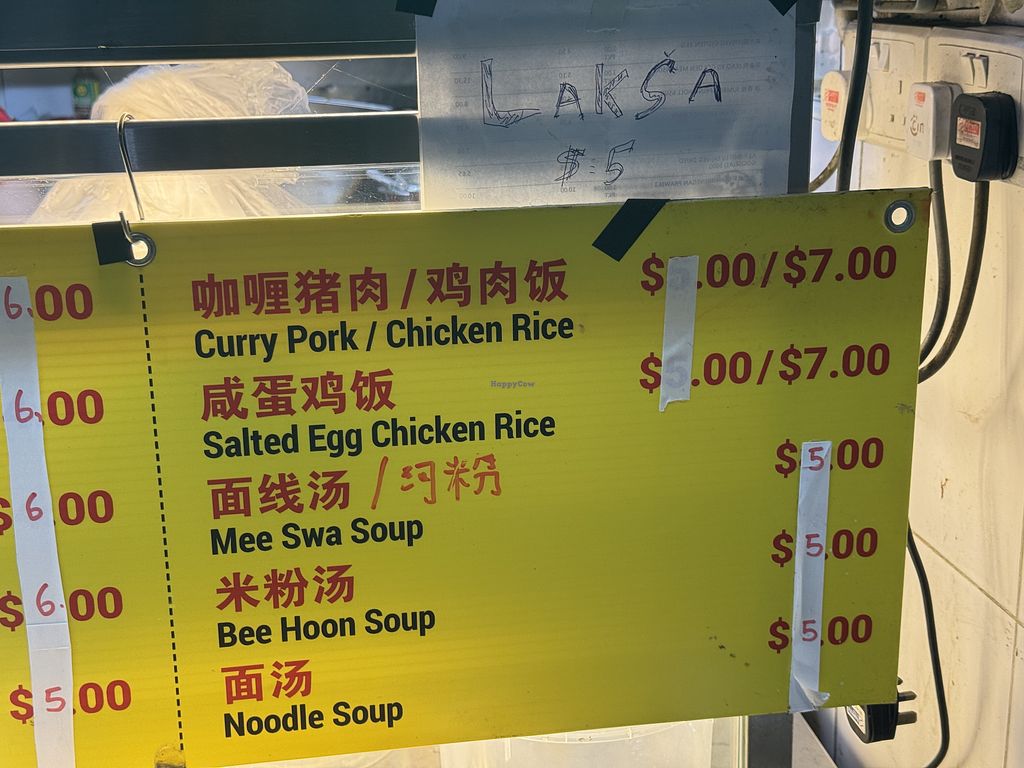 LAKSA
$:5
6.00
咖喱猪肉/鸡肉饭 $ .00/$7.00
Curry Pork / Chicken Rice
6.00
咸蛋鸡饭 $5.00/$7.00
Salted Egg Chicken Rice
$6.00
面线汤 /河粉 $5.00
Mee Swa Soup
$6.00
米粉汤 $5.00
Bee Hoon Soup
$5.00
面汤 $5.00
Noodle Soup
HappyCow